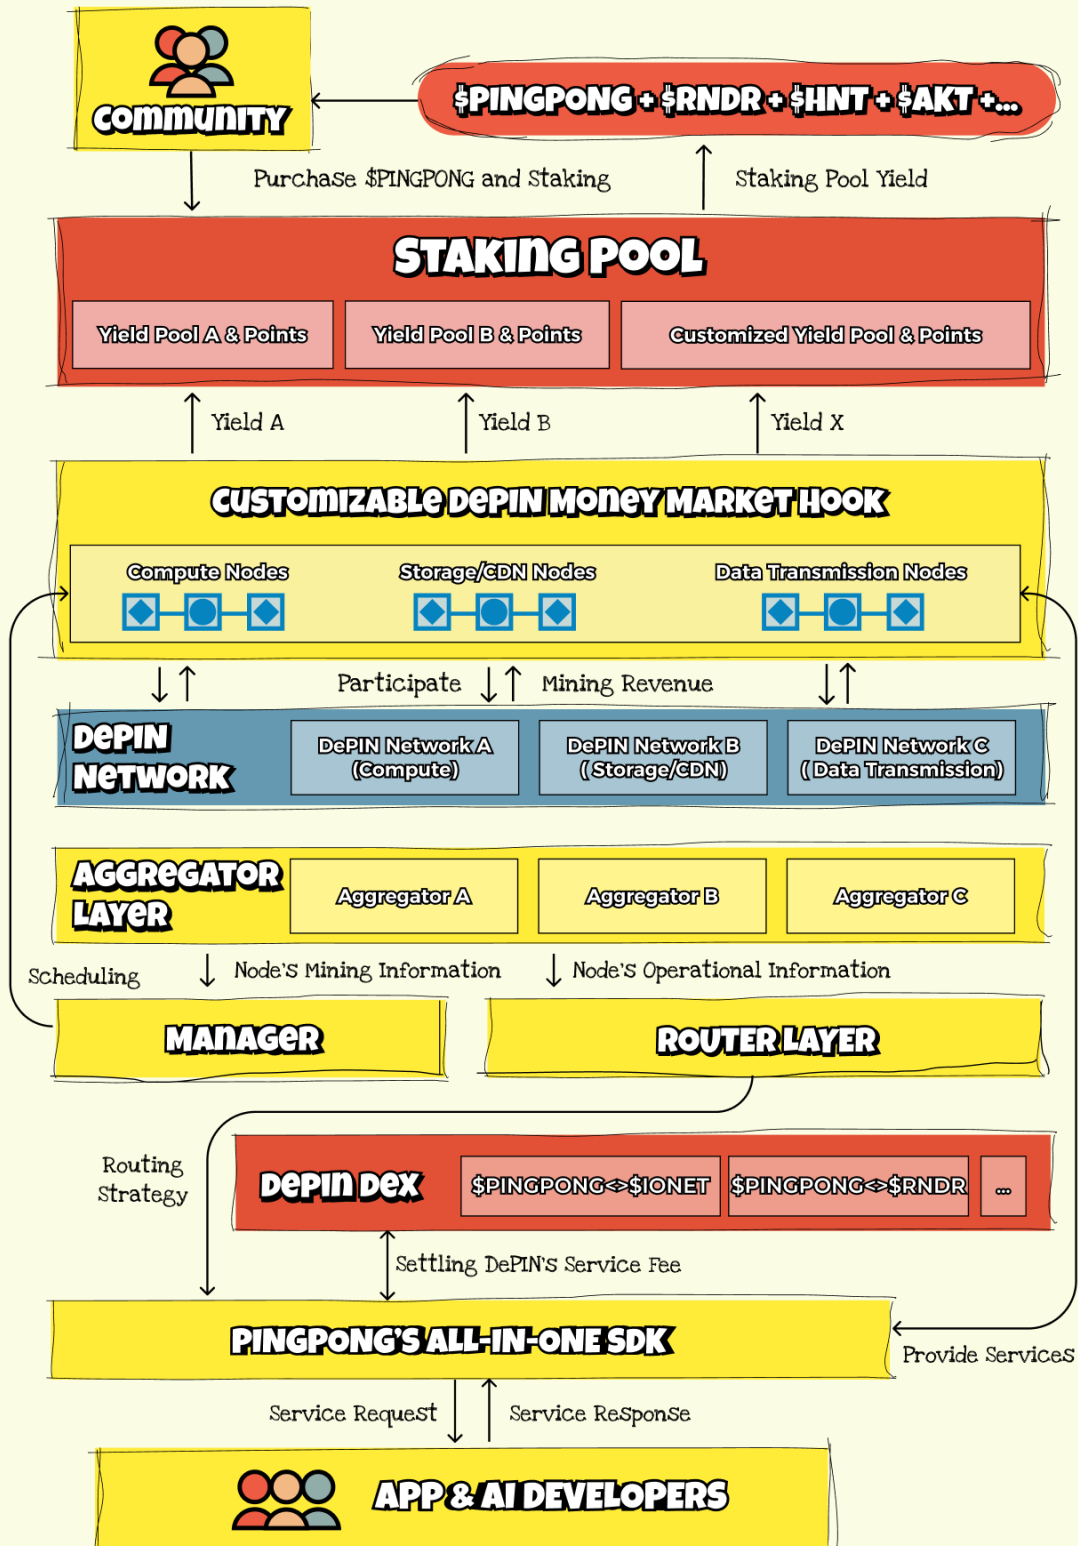 Community
$PINGPONG + $RNDR + $HNT + $AKT +...
Purchase $PINGPONG and Staking
Staking Pool Yield
STAKING POOL
Yield Pool A & Points
Yield Pool B & Points
Customized Yield Pool & Points
Yield A
Yield B
Yield X
CUSTOMIZABLE DePIN MONEY MARKET HOOK
Compute Nodes
Storage/CDN Nodes
Data Transmission Nodes
Participate
Mining Revenue
DePIN
NETWORK
DePIN Network A
(Compute)
DePIN Network B
( Storage/CDN)
DePIN Network C
( Data Transmission)
AGGREGATOR
LAYER
Aggregator A
Aggregator B
Aggregator C
Scheduling
Node's Mining Information
Node's Operational Information
MANAGER
ROUTER LAYER
Routing
Strategy
DePIN DEX
$PINGPONG<>$IONET
$PINGPONG<>$RNDR
...
Settling DePIN's Service Fee
PINGPONG'S ALL-IN-ONE SDK
Provide Services
Service Request
Service Response
APP & AI DEVELOPERS